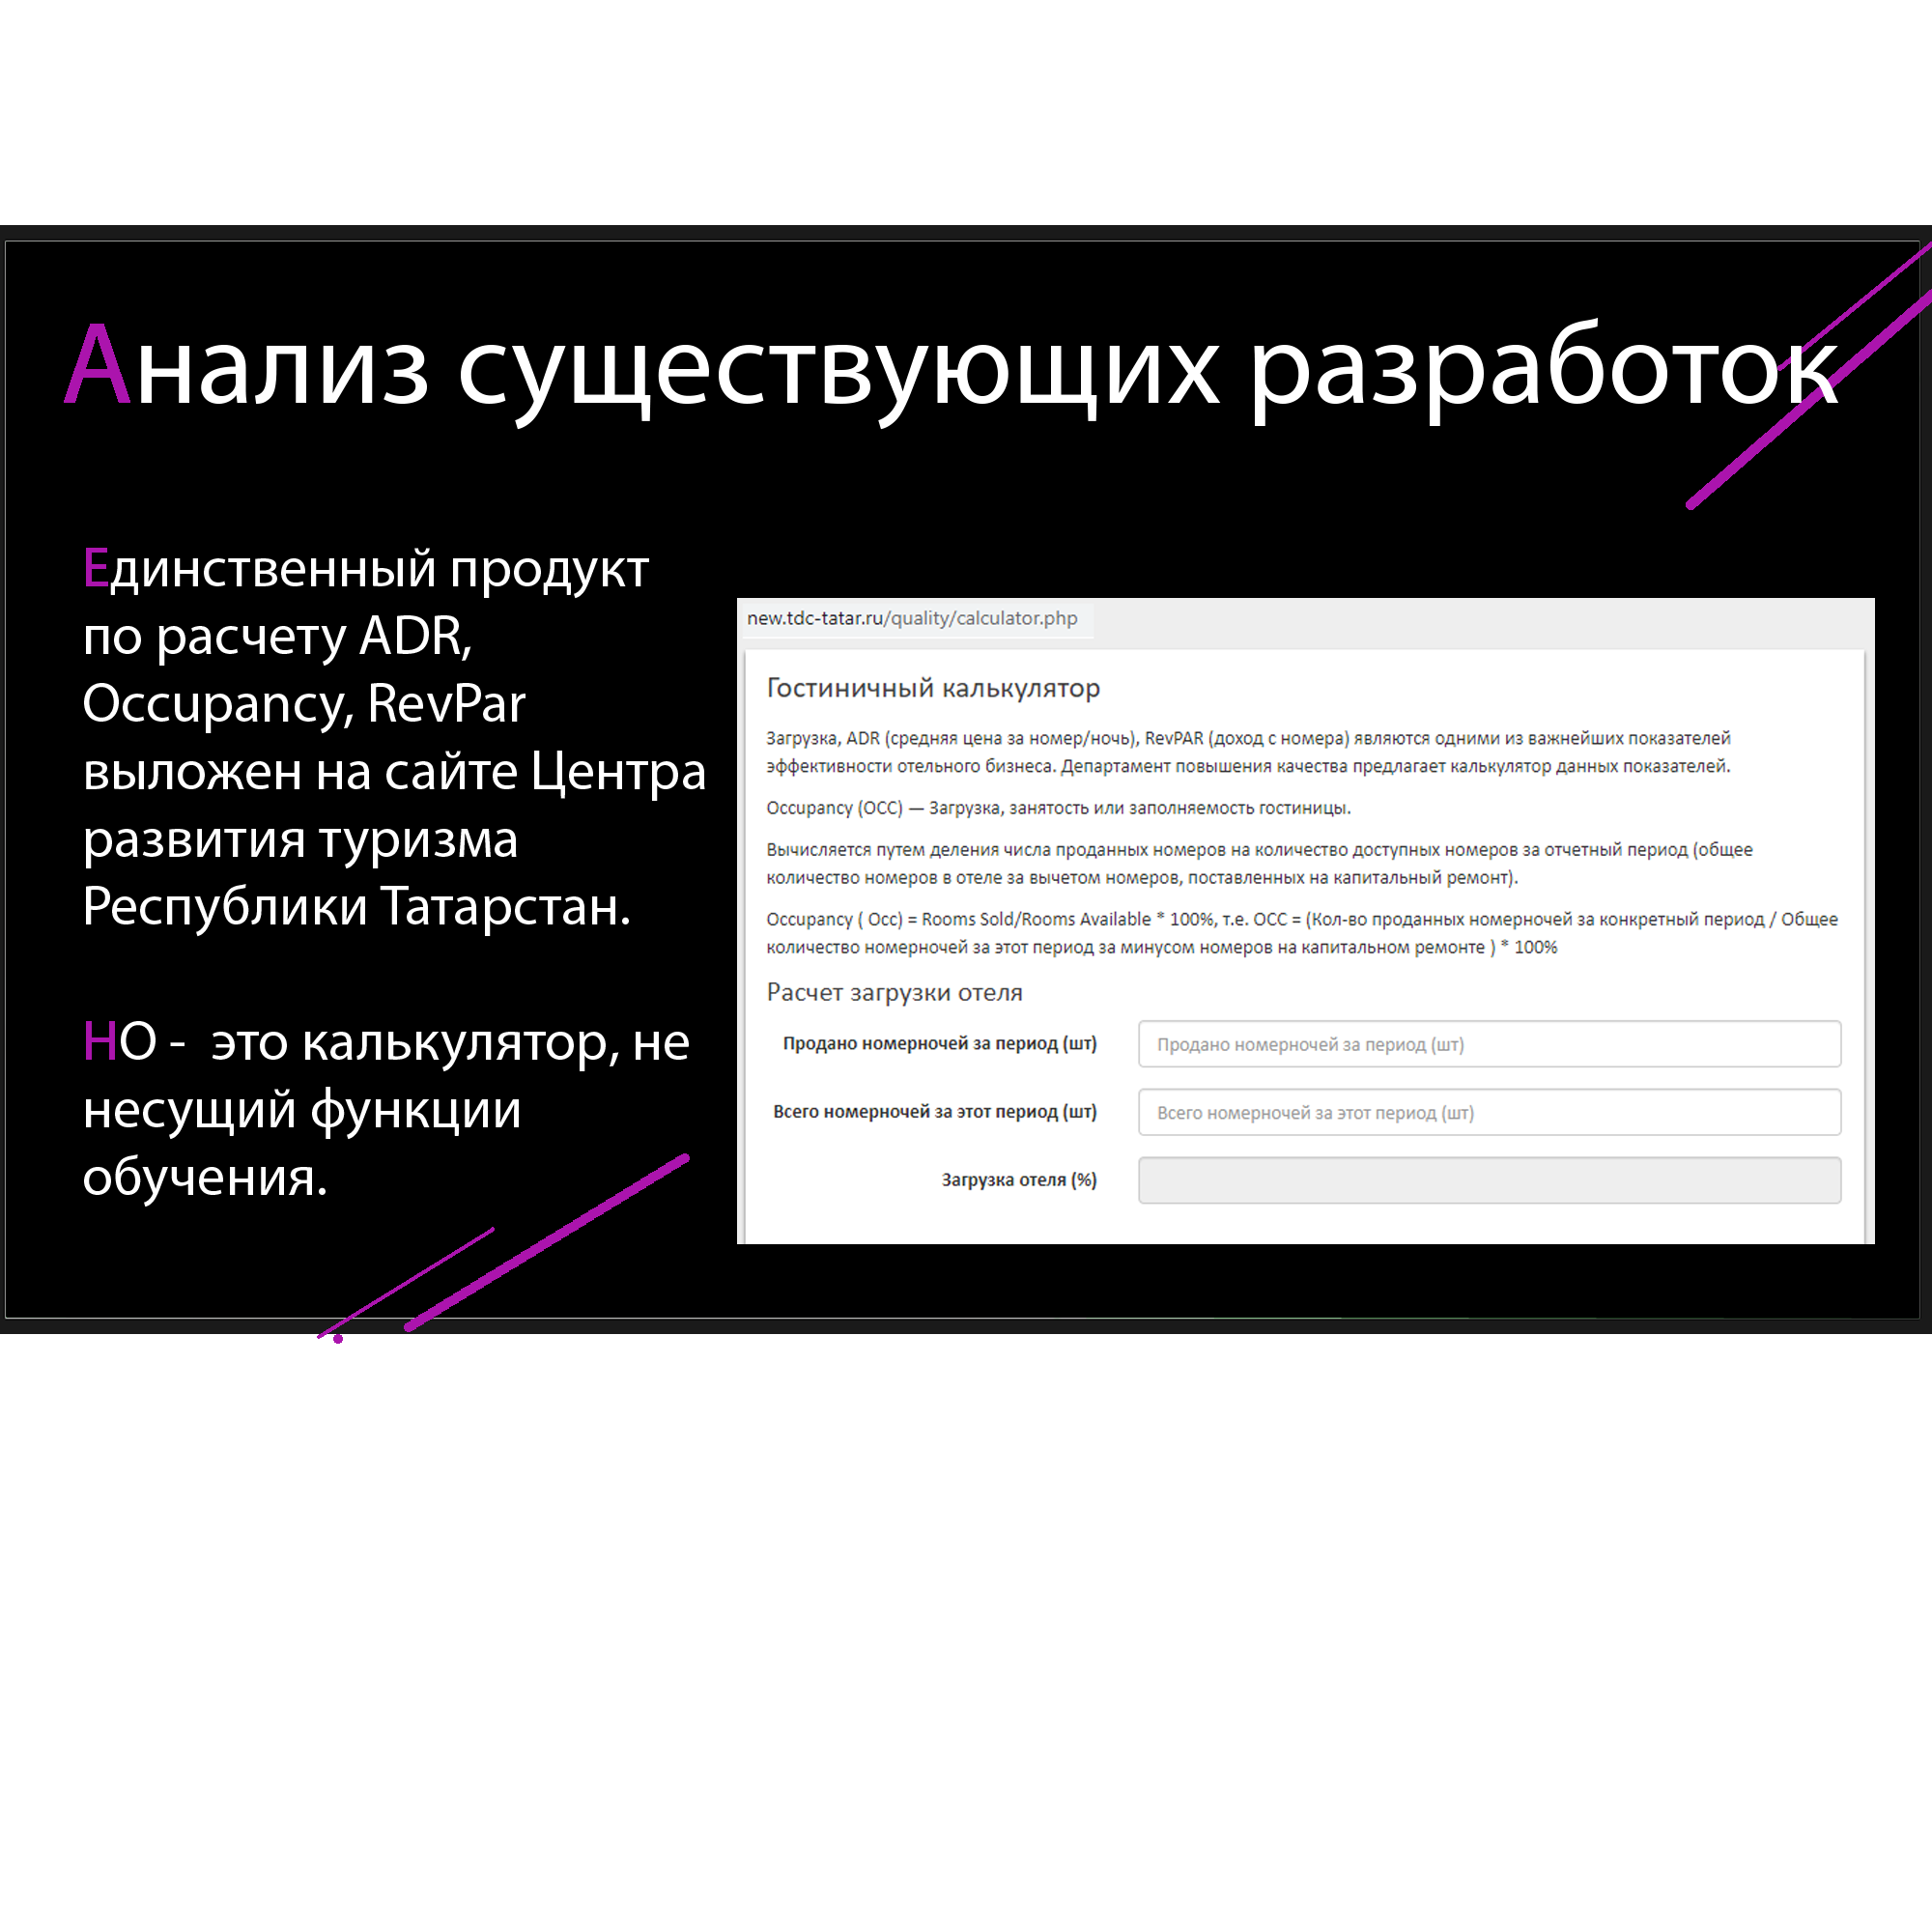 Анализ существующих разработок
Единственный продукт
по расчету ADR,
Occupancy, RevPar
выложен на сайте Центра
развития туризма
Республики Татарстан.
НО -  это калькулятор, не
несущий функции
обучения.
new.tdc-tatar.ru/quality/calculator.php
Гостиничный калькулятор
Загрузка, ADR (средняя цена за номер/ночь), RevPAR (доход с номера) являются одними из важнейших показателей
эффективности отельного бизнеса. Департамент повышения качества предлагает калькулятор данных показателей.
Occupancy (OCC) — Загрузка, занятость или заполняемость гостиницы.
Вычисляется путем деления числа проданных номеров на количество доступных номеров за отчетный период (общее
количество номеров в отеле за вычетом номеров, поставленных на капитальный ремонт).
Occupancy ( Occ) = Rooms Sold/Rooms Available * 100%, т.е. OCC = (Кол-во проданных номерночей за конкретный период / Общее
количество номерночей за этот период за минусом номеров на капитальном ремонте ) * 100%
Расчет загрузки отеля
Продано номерночей за период (шт) Продано номерночей за период (шт)
Всего номерночей за этот период (шт) Всего номерночей за этот период (шт)
Загрузка отеля (%)